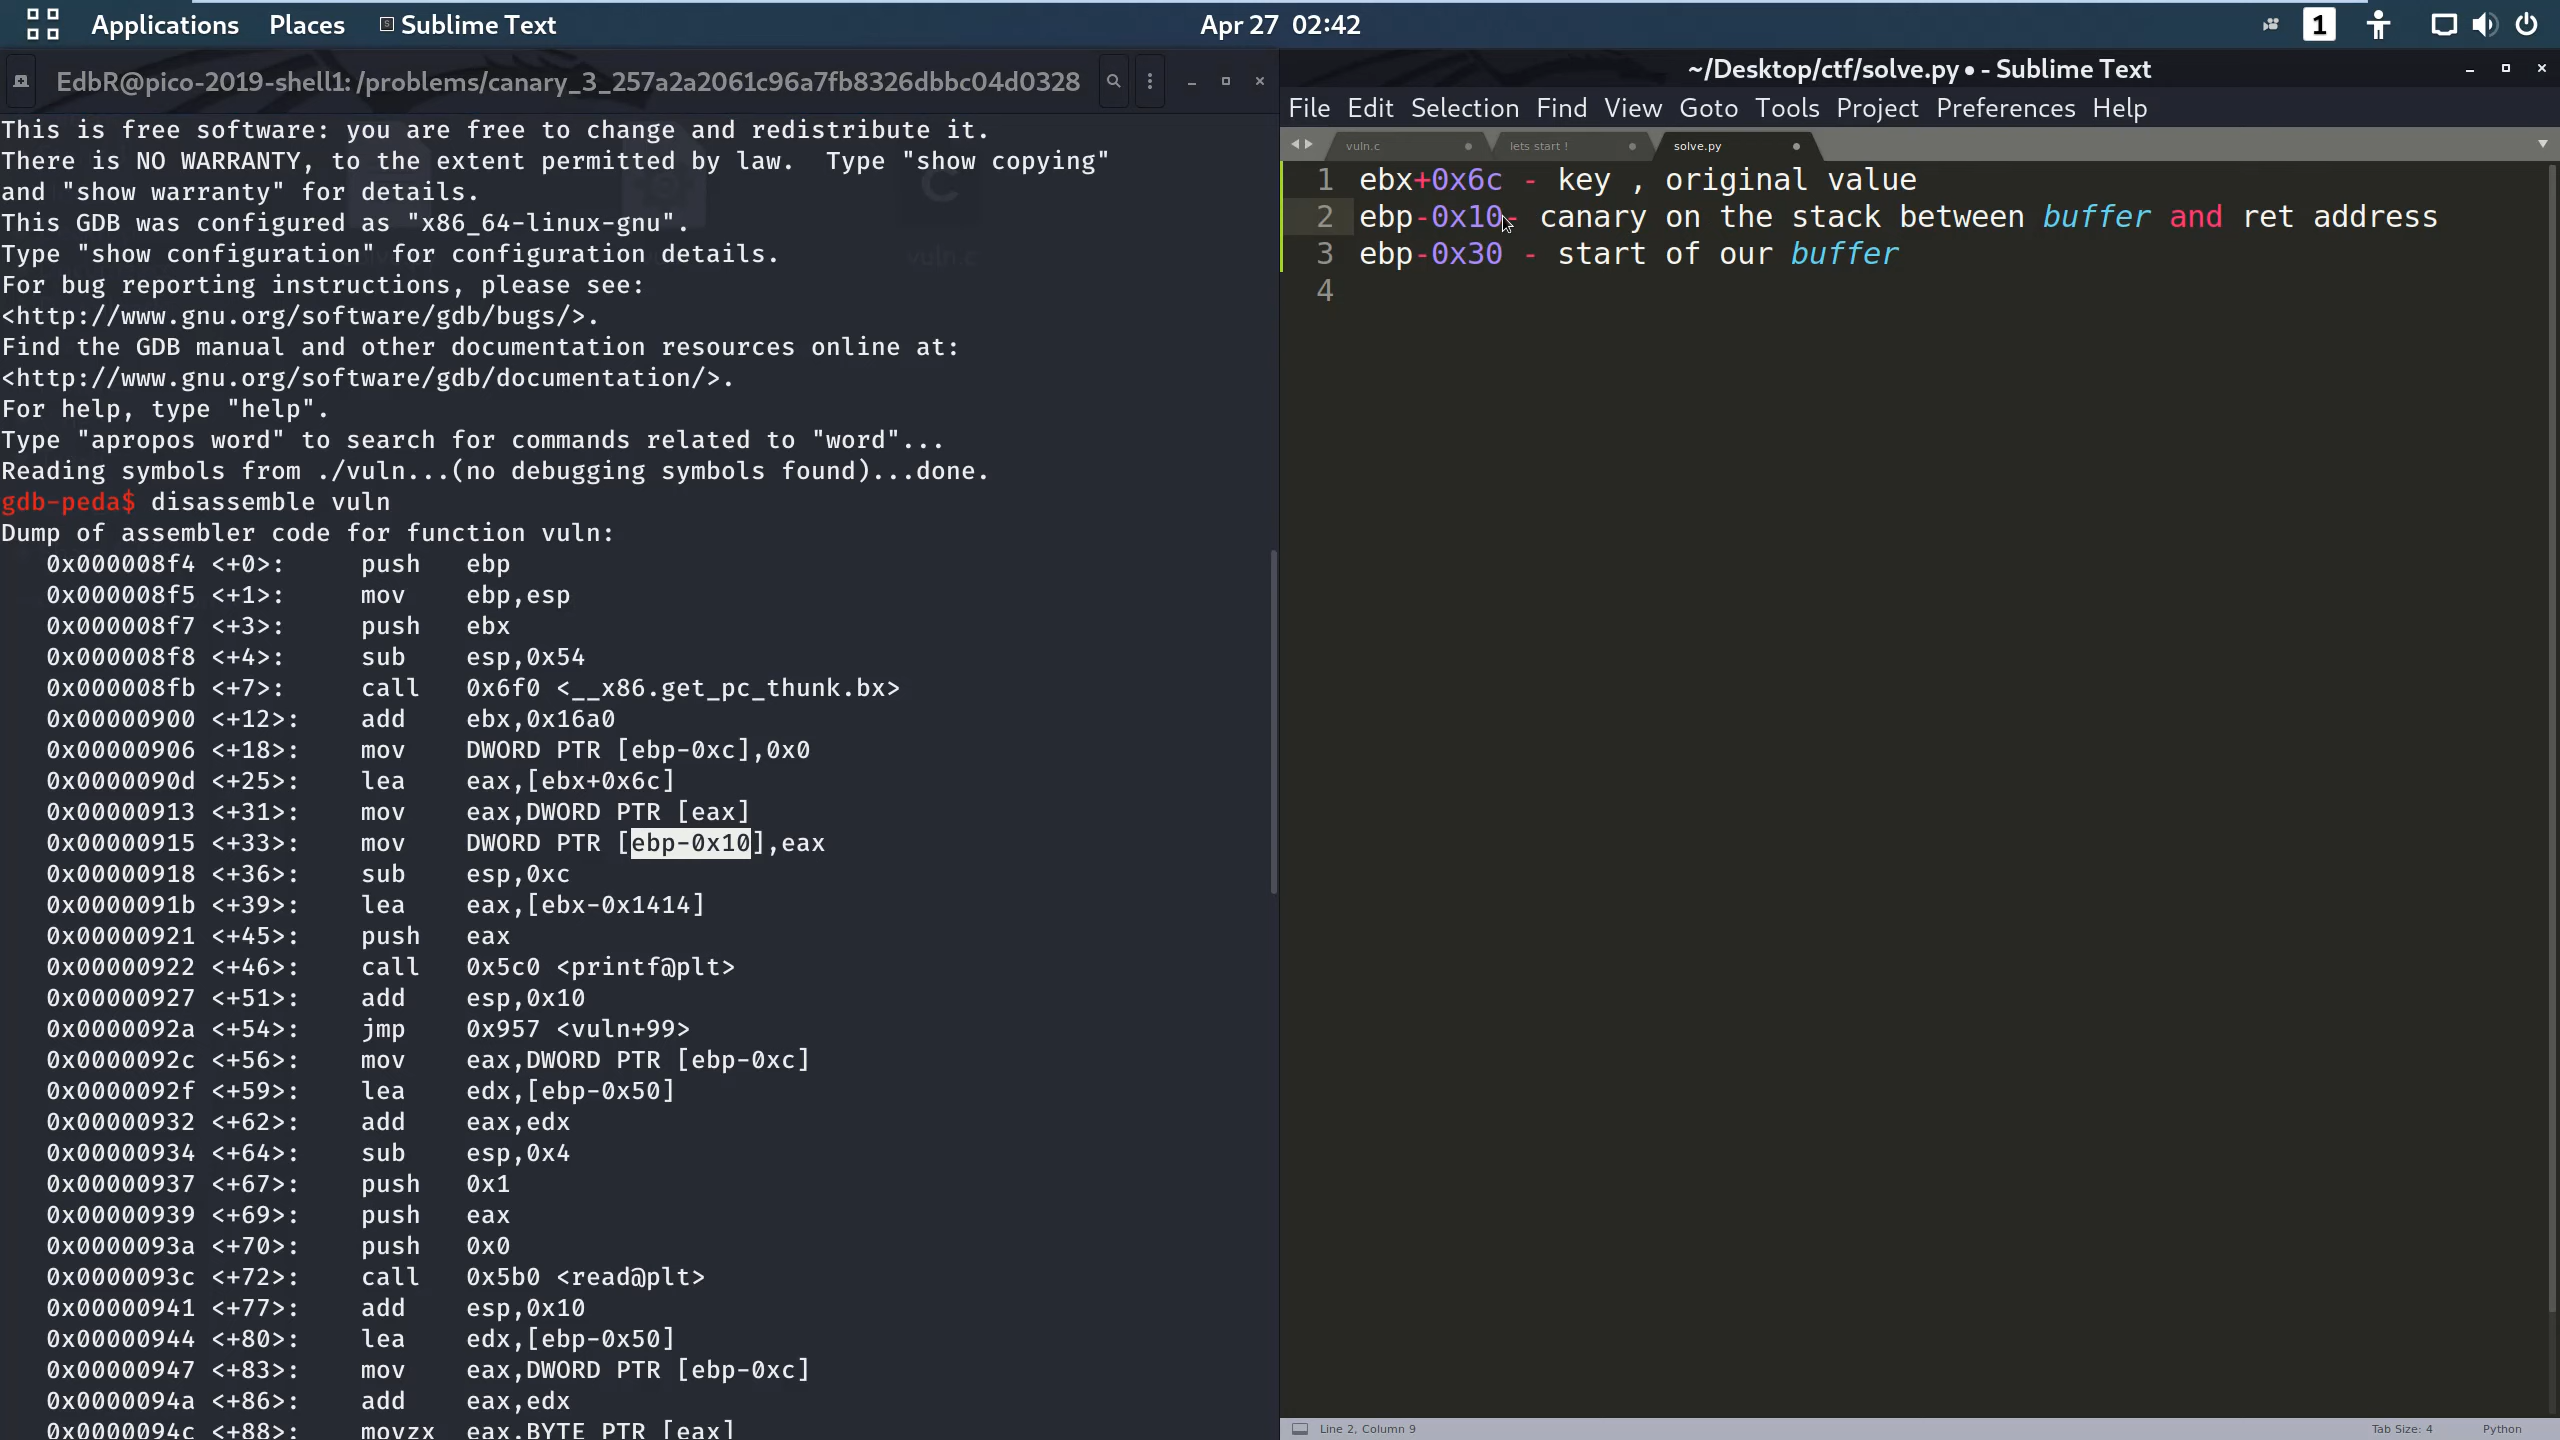 Applications Places Sublime Text Apr 27 02:42 1
EdbR@pico-2019-shell1: /problems/canary_3_257a2a2061c96a7fb8326dbbc04d0328
This is free software: you are free to change and redistribute it.
There is NO WARRANTY, to the extent permitted by law.  Type "show copying"
and "show warranty" for details.
This GDB was configured as "x86_64-linux-gnu".
Type "show configuration" for configuration details.
For bug reporting instructions, please see:
<http://www.gnu.org/software/gdb/bugs/>.
Find the GDB manual and other documentation resources online at:
<http://www.gnu.org/software/gdb/documentation/>.
For help, type "help".
Type "apropos word" to search for commands related to "word"...
Reading symbols from ./vuln...(no debugging symbols found)...done.
gdb-peda$ disassemble vuln
Dump of assembler code for function vuln:
0x000008f4 <+0>: push ebp
0x000008f5 <+1>: mov ebp,esp
0x000008f7 <+3>: push ebx
0x000008f8 <+4>: sub esp,0x54
0x000008fb <+7>: call 0x6f0 <__x86.get_pc_thunk.bx>
0x00000900 <+12>: add ebx,0x16a0
0x00000906 <+18>: mov DWORD PTR [ebp-0xc],0x0
0x0000090d <+25>: lea eax,[ebx+0x6c]
0x00000913 <+31>: mov eax,DWORD PTR [eax]
0x00000915 <+33>: mov DWORD PTR [ebp-0x10],eax
0x00000918 <+36>: sub esp,0xc
0x0000091b <+39>: lea eax,[ebx-0x1414]
0x00000921 <+45>: push eax
0x00000922 <+46>: call 0x5c0 <printf@plt>
0x00000927 <+51>: add esp,0x10
0x0000092a <+54>: jmp 0x957 <vuln+99>
0x0000092c <+56>: mov eax,DWORD PTR [ebp-0xc]
0x0000092f <+59>: lea edx,[ebp-0x50]
0x00000932 <+62>: add eax,edx
0x00000934 <+64>: sub esp,0x4
0x00000937 <+67>: push 0x1
0x00000939 <+69>: push eax
0x0000093a <+70>: push 0x0
0x0000093c <+72>: call 0x5b0 <read@plt>
0x00000941 <+77>: add esp,0x10
0x00000944 <+80>: lea edx,[ebp-0x50]
0x00000947 <+83>: mov eax,DWORD PTR [ebp-0xc]
0x0000094a <+86>: add eax,edx
0x0000094c <+88>: movzx eax,BYTE PTR [eax]
~/Desktop/ctf/solve.py • - Sublime Text
File Edit Selection Find View Goto Tools Project Preferences Help
vuln.c lets start ! solve.py
1 ebx+0x6c - key , original value
2 ebp-0x10- canary on the stack between buffer and ret address
3 ebp-0x30 - start of our buffer
4
Line 2, Column 9 Tab Size: 4 Python
vuln.c